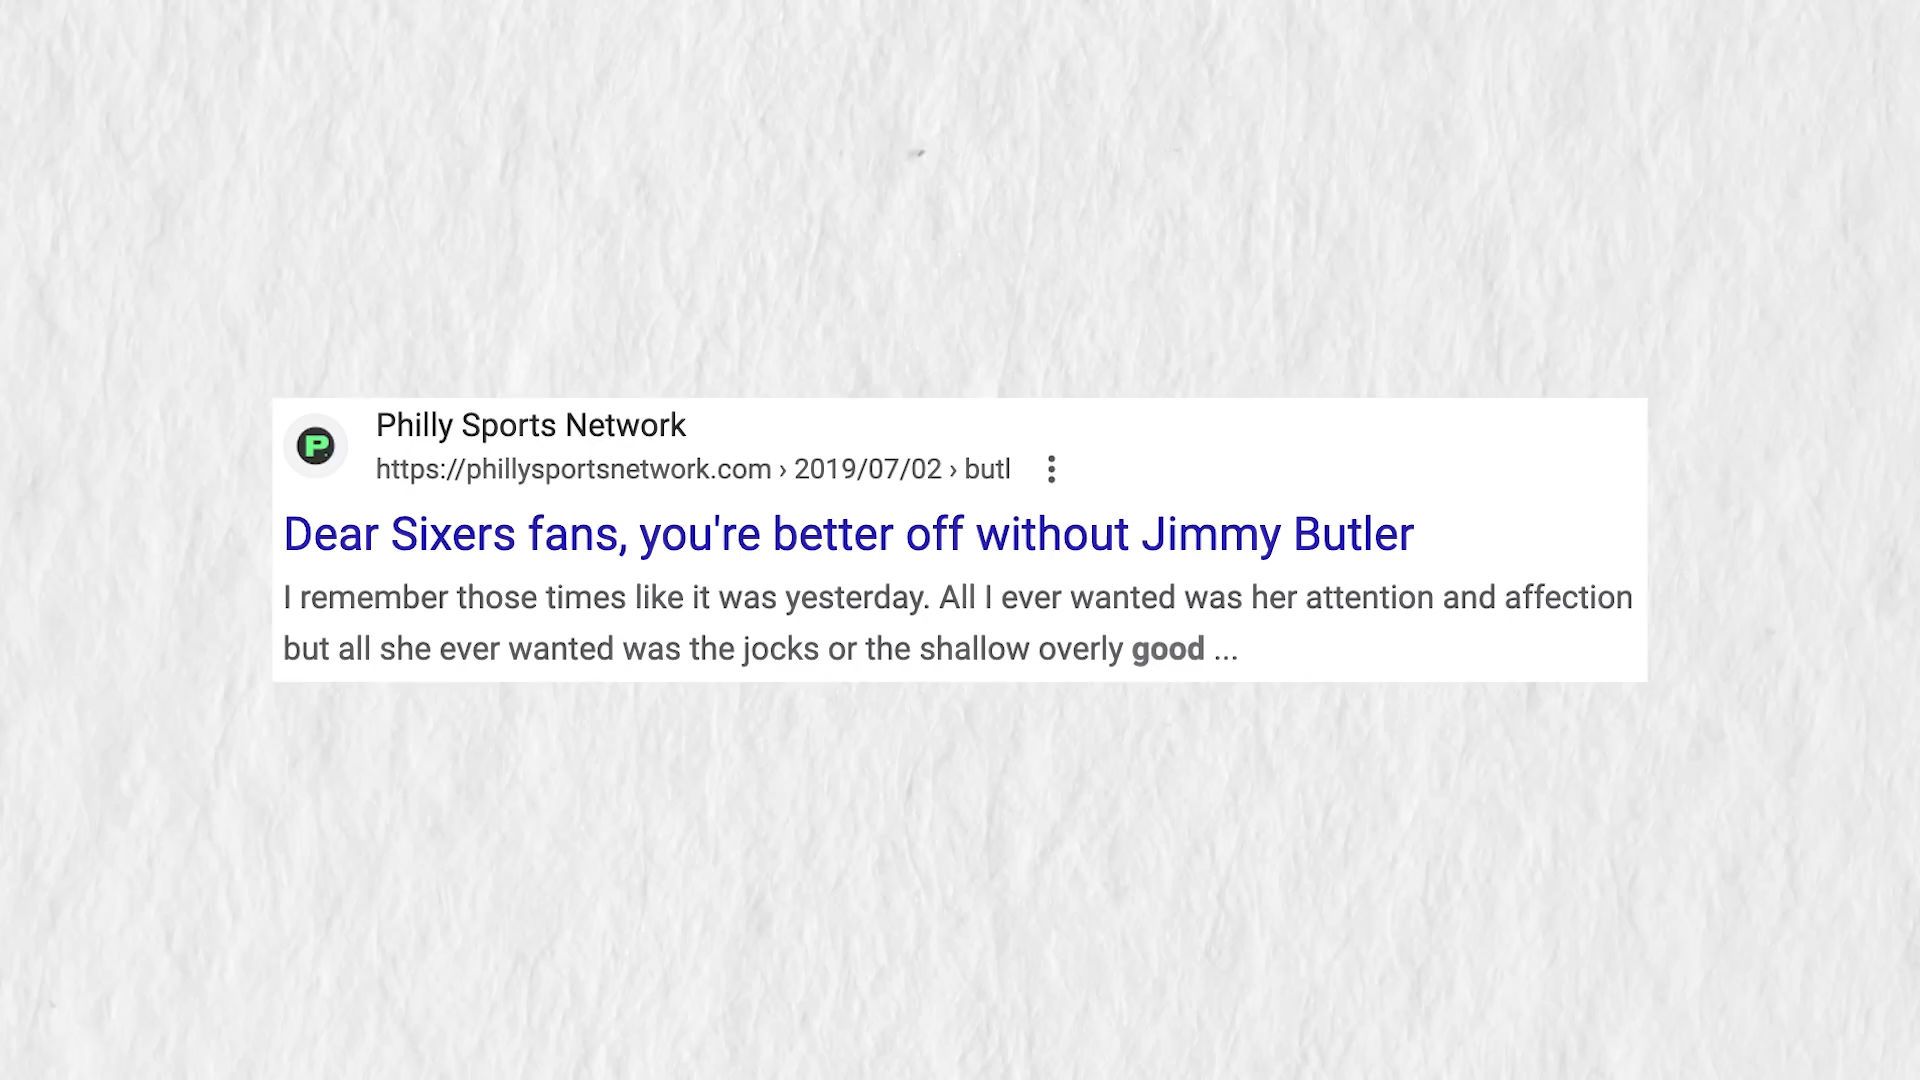 Philly Sports Network
https://phillysportsnetwork.com › 2019/07/02 › butl
Dear Sixers fans, you're better off without Jimmy Butler
I remember those times like it was yesterday. All I ever wanted was her attention and affection
but all she ever wanted was the jocks or the shallow overly good ...